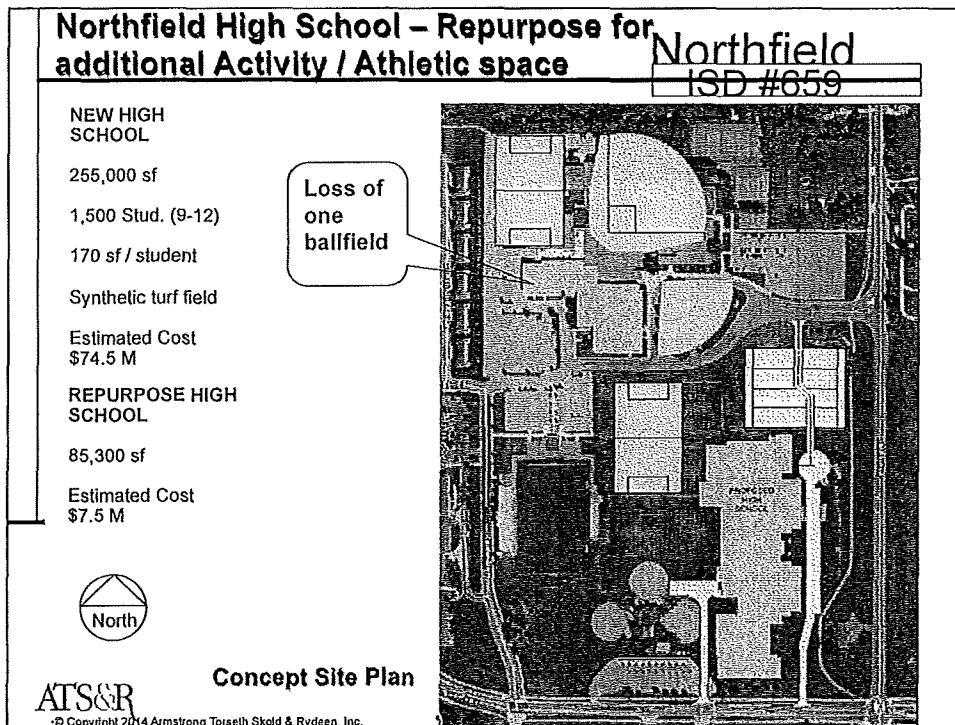 Northfield High School – Repurpose for
additional Activity / Athletic space
Northfield
ISD #659
NEW HIGH
SCHOOL
255,000 sf
1,500 Stud. (9-12)
170 sf / student
Synthetic turf field
Estimated Cost
$74.5 M
REPURPOSE HIGH
SCHOOL
85,300 sf
Estimated Cost
$7.5 M
Loss of
one
ballfield
PROPOSED
HIGH
SCHOOL
North
Concept Site Plan
ATS&R
•© Copyright 2014 Armstrong Torseth Skold & Rydeen, Inc.